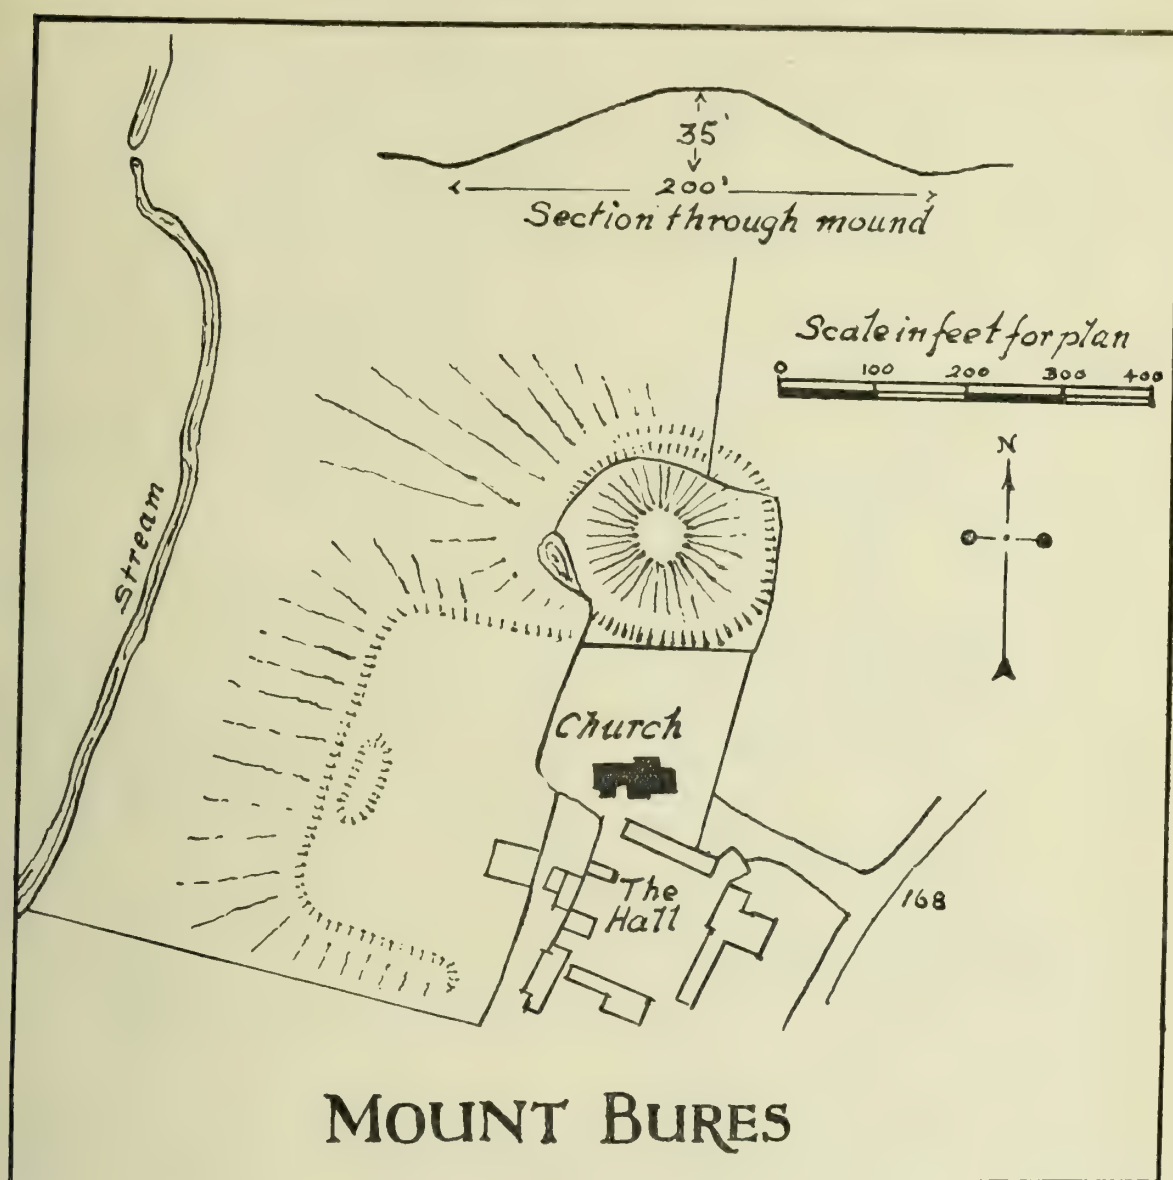 35'
200'
Section through mound
Scale in feet for plan
0 100 200 300 400
N
Stream
Church
The
Hall
168
MOUNT BURES